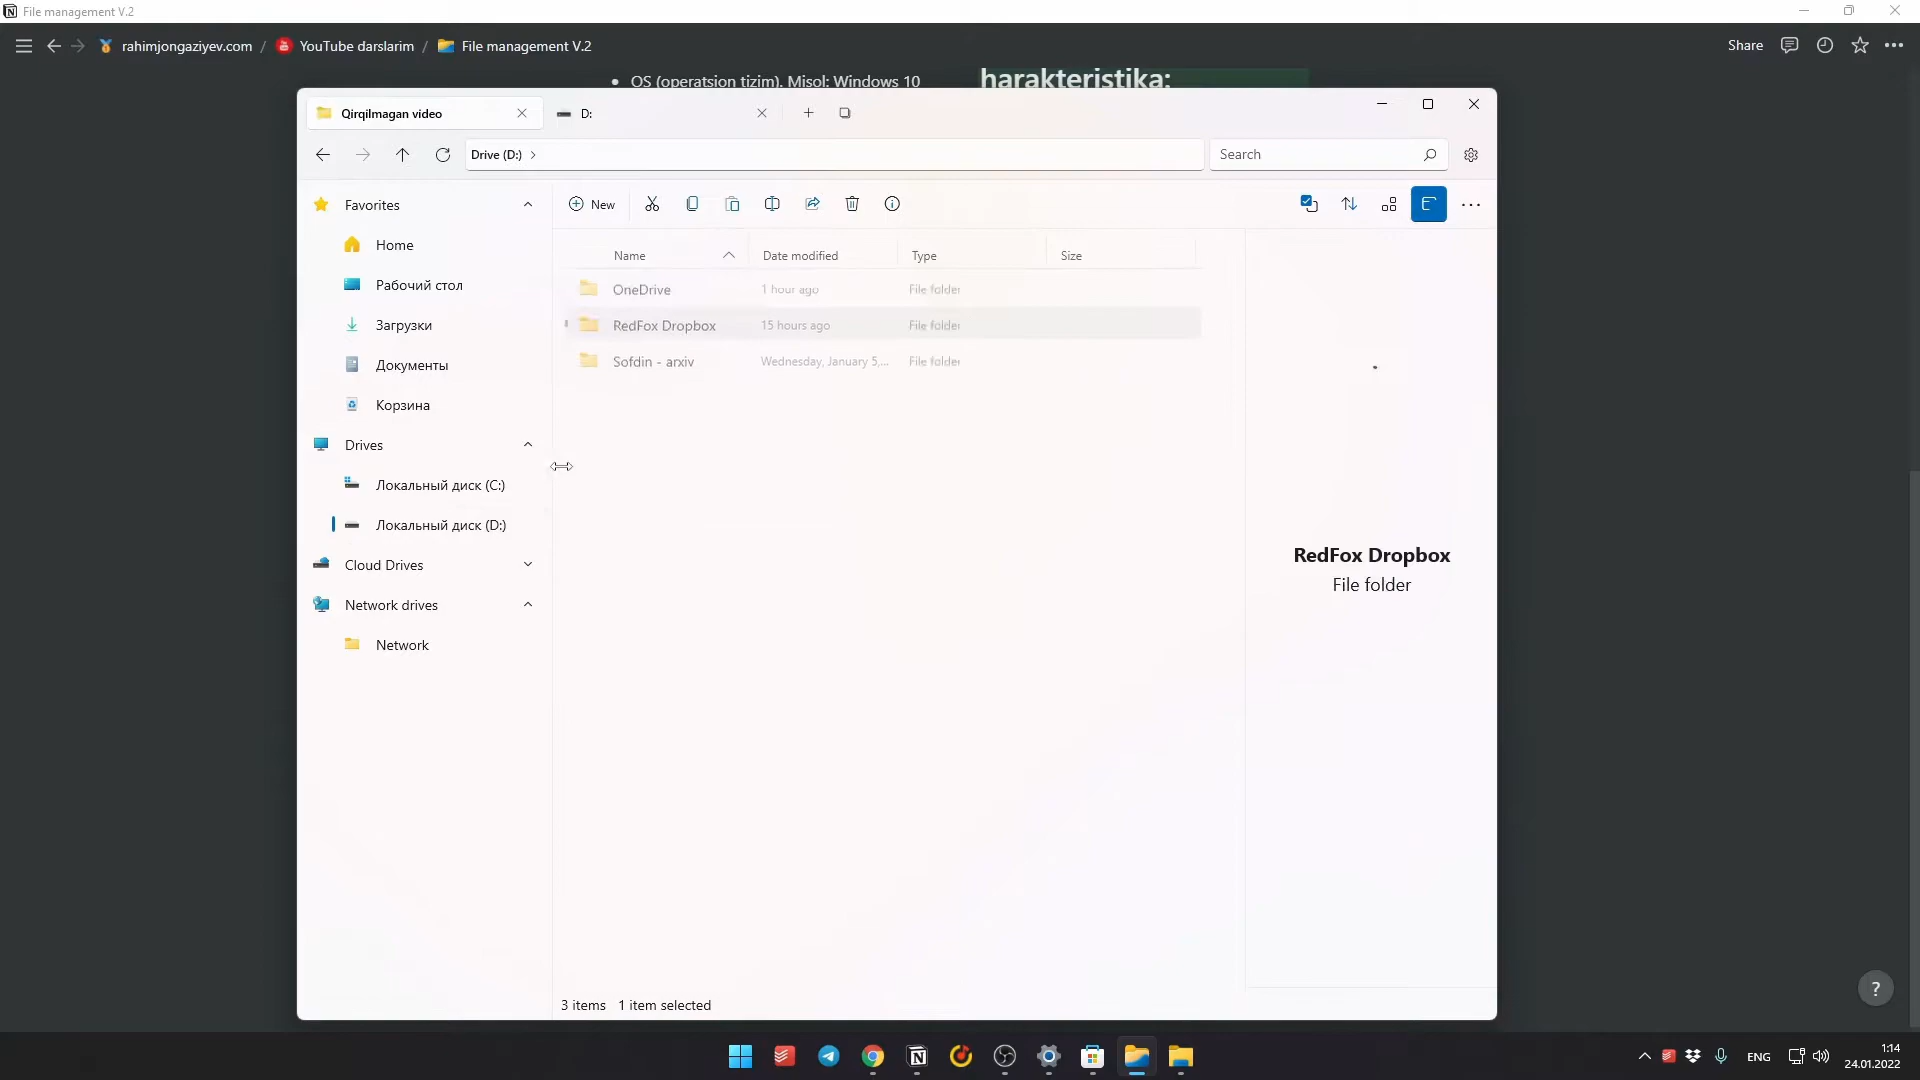 File management V.2
rahimjongaziyev.com / YouTube darslarim / File management V.2
Share
OS (operatsion tizim). Misol: Windows 10
harakteristika:
Qirqilmagan video
D:
Drive (D:)
Search
Favorites
Home
Рабочий стол
Загрузки
Документы
Корзина
Drives
Локальный диск (C:)
Локальный диск (D:)
Cloud Drives
Network drives
Network
New
Name Date modified Type Size
OneDrive 1 hour ago File folder
RedFox Dropbox 15 hours ago File folder
Sofdin - arxiv Wednesday, January 5,... File folder
RedFox Dropbox
File folder
3 items 1 item selected
?
ENG
1:14
24.01.2022